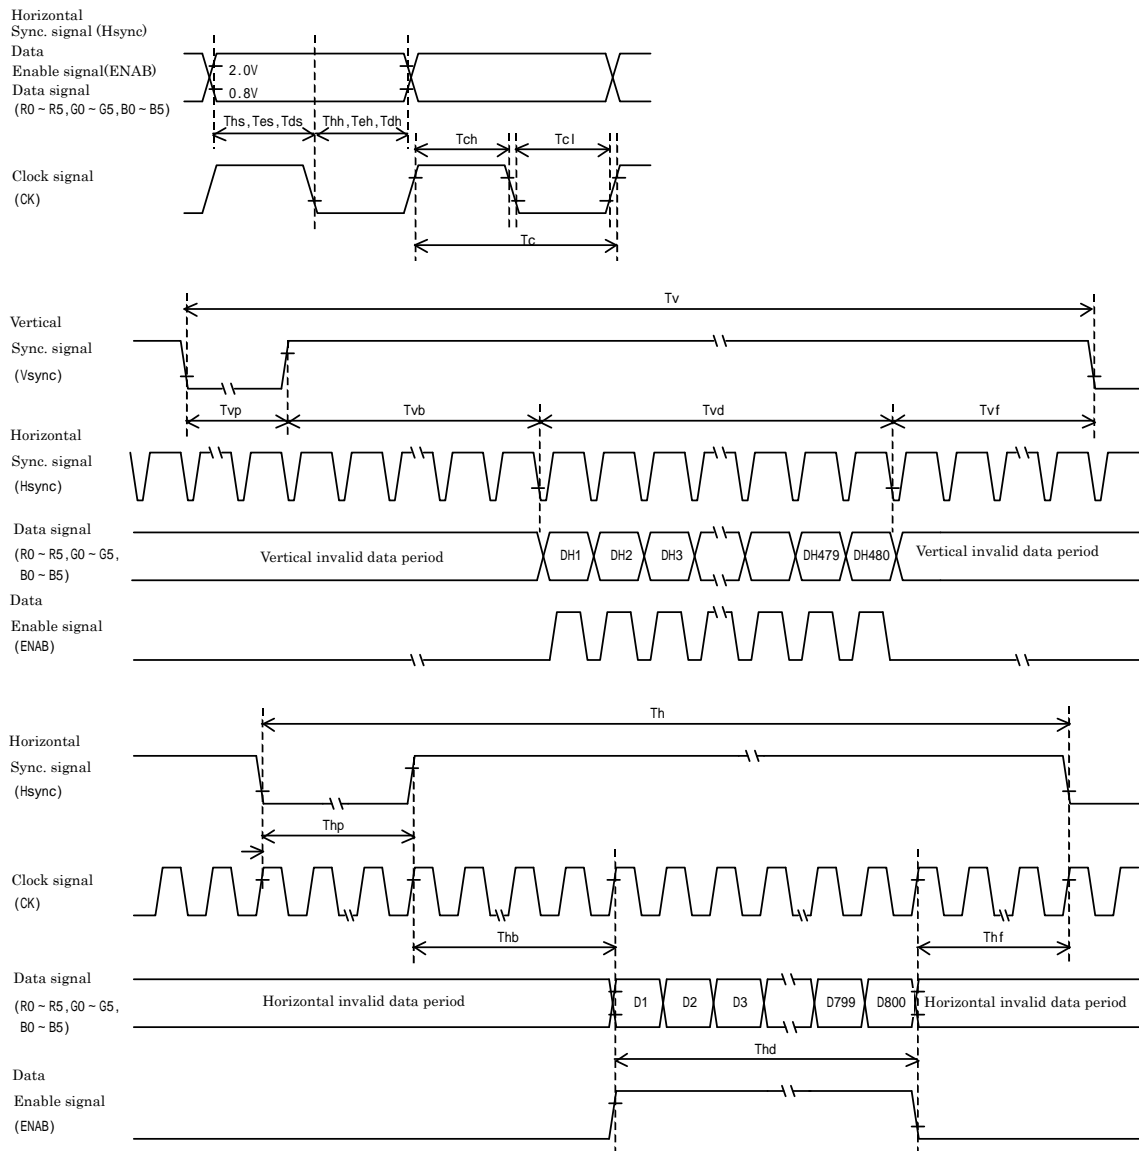 Horizontal
Sync. signal (Hsync)
Data
Enable signal(ENAB)
Data signal
(R0~R5,G0~G5,B0~B5)
2.0V
0.8V
Ths,Tes,Tds
Thh,Teh,Tdh
Tch
Tcl
Clock signal
(CK)
Tc
Tv
Vertical
Sync. signal
(Vsync)
Tvp
Tvb
Tvd
Tvf
Horizontal
Sync. signal
(Hsync)
Data signal
(R0~R5,G0~G5,
B0~B5)
Vertical invalid data period
DH1
DH2
DH3
DH479
DH480
Vertical invalid data period
Data
Enable signal
(ENAB)
Th
Horizontal
Sync. signal
(Hsync)
Thp
Clock signal
(CK)
Thb
Thf
Data signal
(R0~R5,G0~G5,
B0~B5)
Horizontal invalid data period
D1
D2
D3
D799
D800
Horizontal invalid data period
Thd
Data
Enable signal
(ENAB)